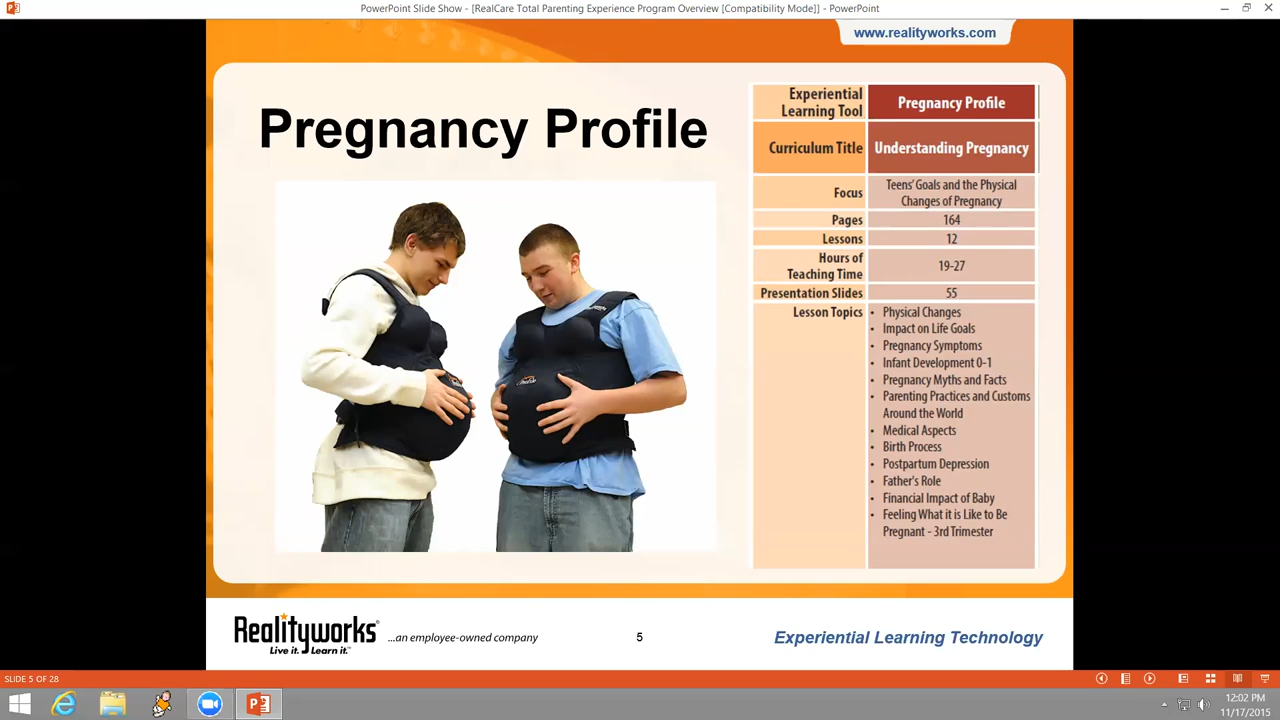 PowerPoint Slide Show - [RealCare Total Parenting Experience Program Overview [Compatibility Mode]] - PowerPoint
www.realityworks.com
Pregnancy Profile
Experiential Learning Tool
Pregnancy Profile
Curriculum Title
Understanding Pregnancy
Focus
Teens' Goals and the Physical
Changes of Pregnancy
Pages
164
Lessons
12
Hours of
Teaching Time
19-27
Presentation Slides
55
Lesson Topics
• Physical Changes
• Impact on Life Goals
• Pregnancy Symptoms
• Infant Development 0-1
• Pregnancy Myths and Facts
• Parenting Practices and Customs
Around the World
• Medical Aspects
• Birth Process
• Postpartum Depression
• Father's Role
• Financial Impact of Baby
• Feeling What it is Like to Be
Pregnant - 3rd Trimester
Realityworks®
Live it. Learn it.™
...an employee-owned company
5
Experiential Learning Technology
SLIDE 5 OF 28
12:02 PM
11/17/2015